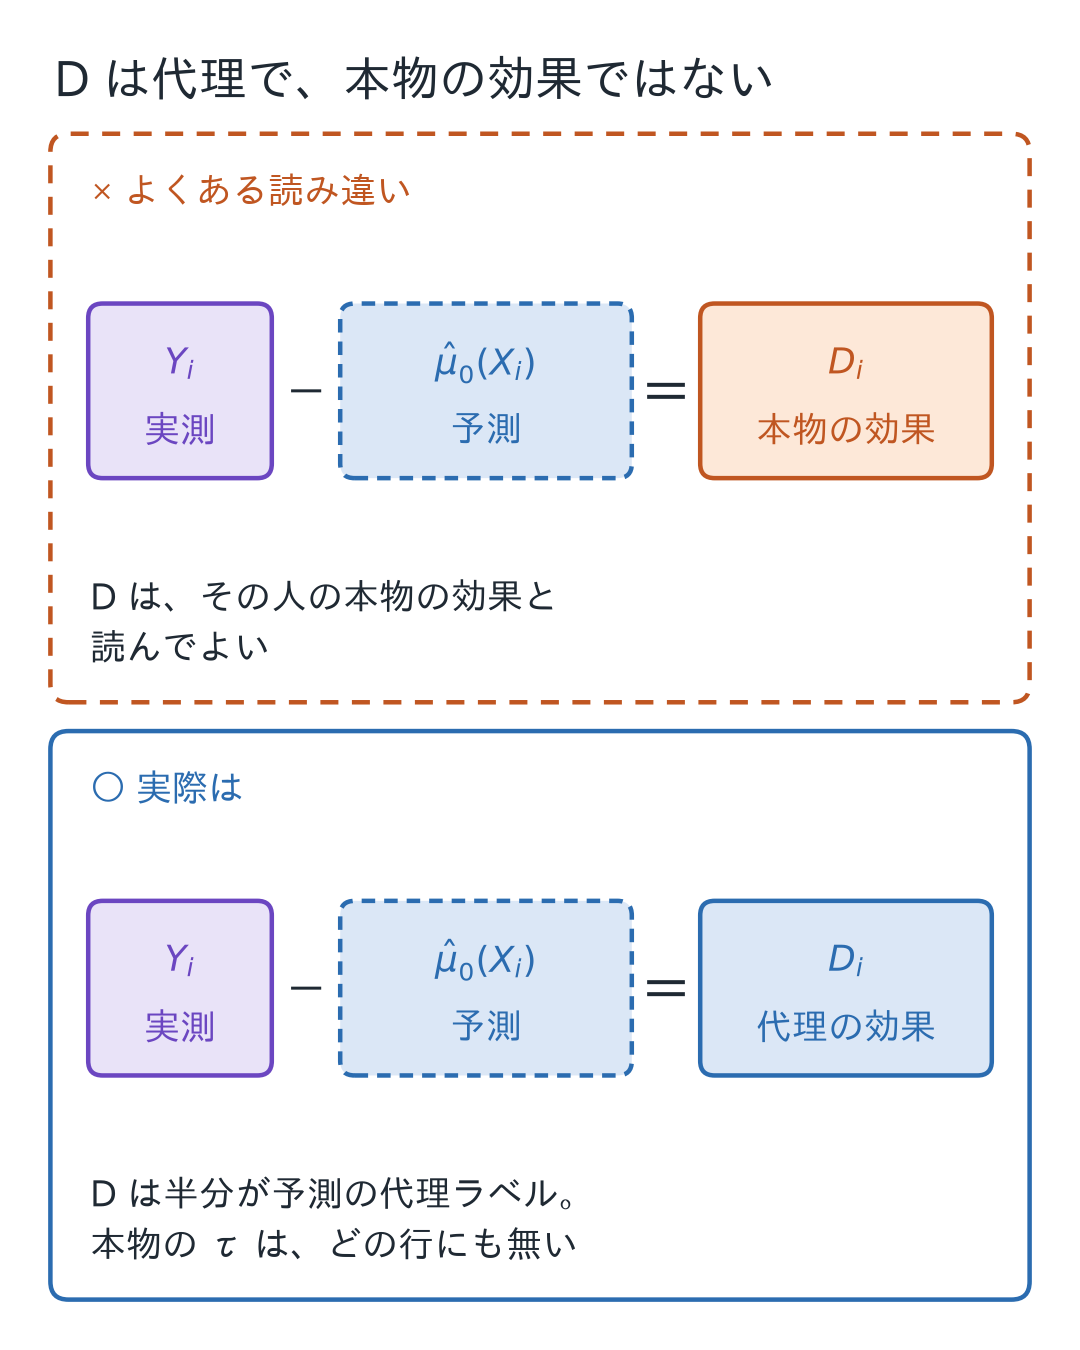 D は代理で、本物の効果ではない
× よくある読み違い
Yᵢ
実測
−
μ̂₀(Xᵢ)
予測
=
Dᵢ
本物の効果
D は、その人の本物の効果と
読んでよい
○ 実際は
Yᵢ
実測
−
μ̂₀(Xᵢ)
予測
=
Dᵢ
代理の効果
D は半分が予測の代理ラベル。
本物の τ は、どの行にも無い